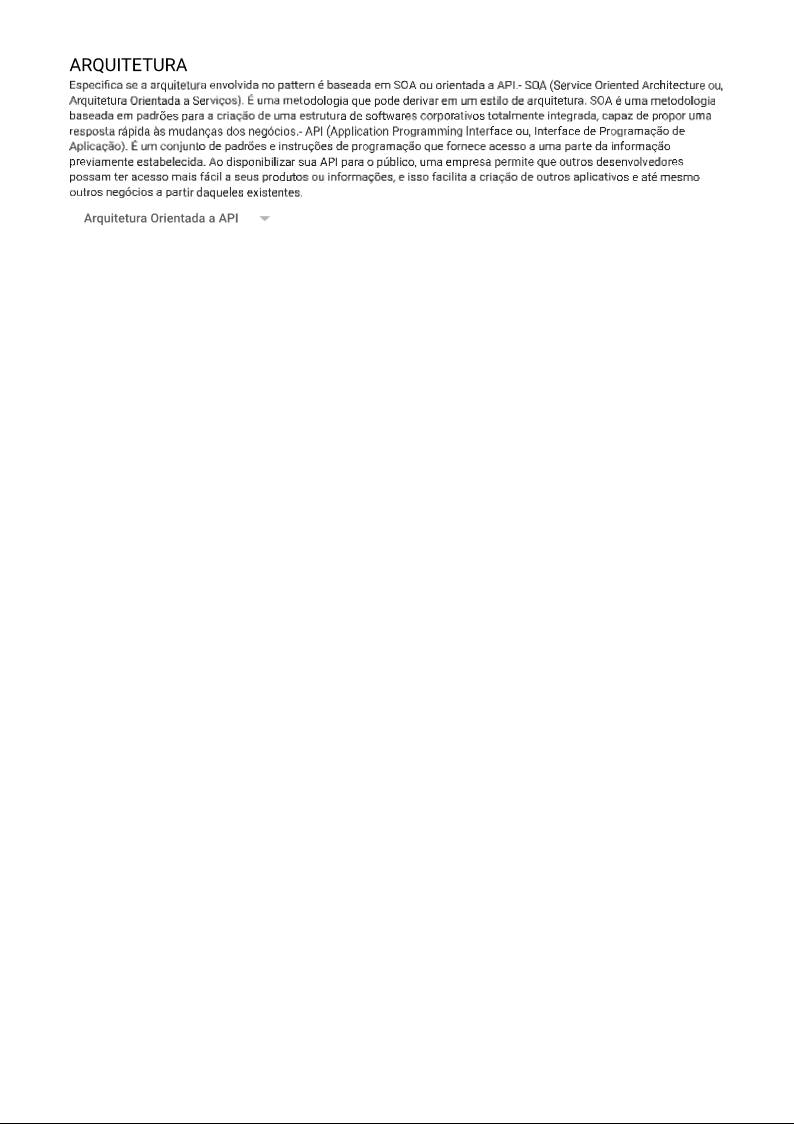 ARQUITETURA
Especifica se a arquitetura envolvida no pattern é baseada em SOA ou orientada a API.- SOA (Service Oriented Architecture ou,
Arquitetura Orientada a Serviços). É uma metodologia que pode derivar em um estilo de arquitetura. SOA é uma metodologia
baseada em padrões para a criação de uma estrutura de softwares corporativos totalmente integrada, capaz de propor uma
resposta rápida às mudanças dos negócios.- API (Application Programming Interface ou, Interface de Programação de
Aplicação). É um conjunto de padrões e instruções de programação que fornece acesso a uma parte da informação
previamente estabelecida. Ao disponibilizar sua API para o público, uma empresa permite que outros desenvolvedores
possam ter acesso mais fácil a seus produtos ou informações, e isso facilita a criação de outros aplicativos e até mesmo
outros negócios a partir daqueles existentes.
Arquitetura Orientada a API